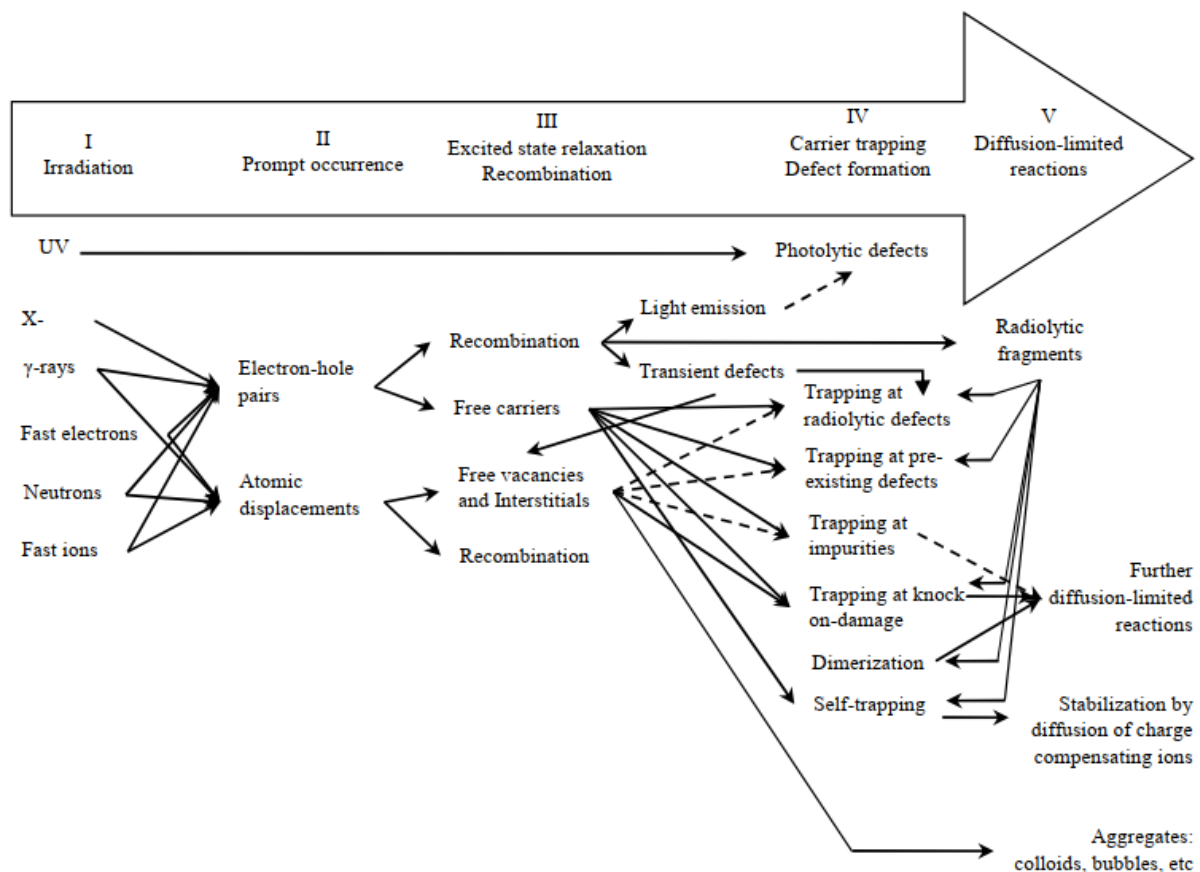 I
Irradiation
II
Prompt occurrence
III
Excited state relaxation
Recombination
IV
Carrier trapping
Defect formation
V
Diffusion-limited
reactions
UV
X-
γ-rays
Fast electrons
Neutrons
Fast ions
Electron-hole
pairs
Atomic
displacements
Recombination
Free carriers
Free vacancies
and Interstitials
Recombination
Photolytic defects
Light emission
Transient defects
Trapping at
radiolytic defects
Trapping at pre-
existing defects
Trapping at
impurities
Trapping at knock
on-damage
Dimerization
Self-trapping
Radiolytic
fragments
Further
diffusion-limited
reactions
Stabilization by
diffusion of charge
compensating ions
Aggregates:
colloids, bubbles, etc